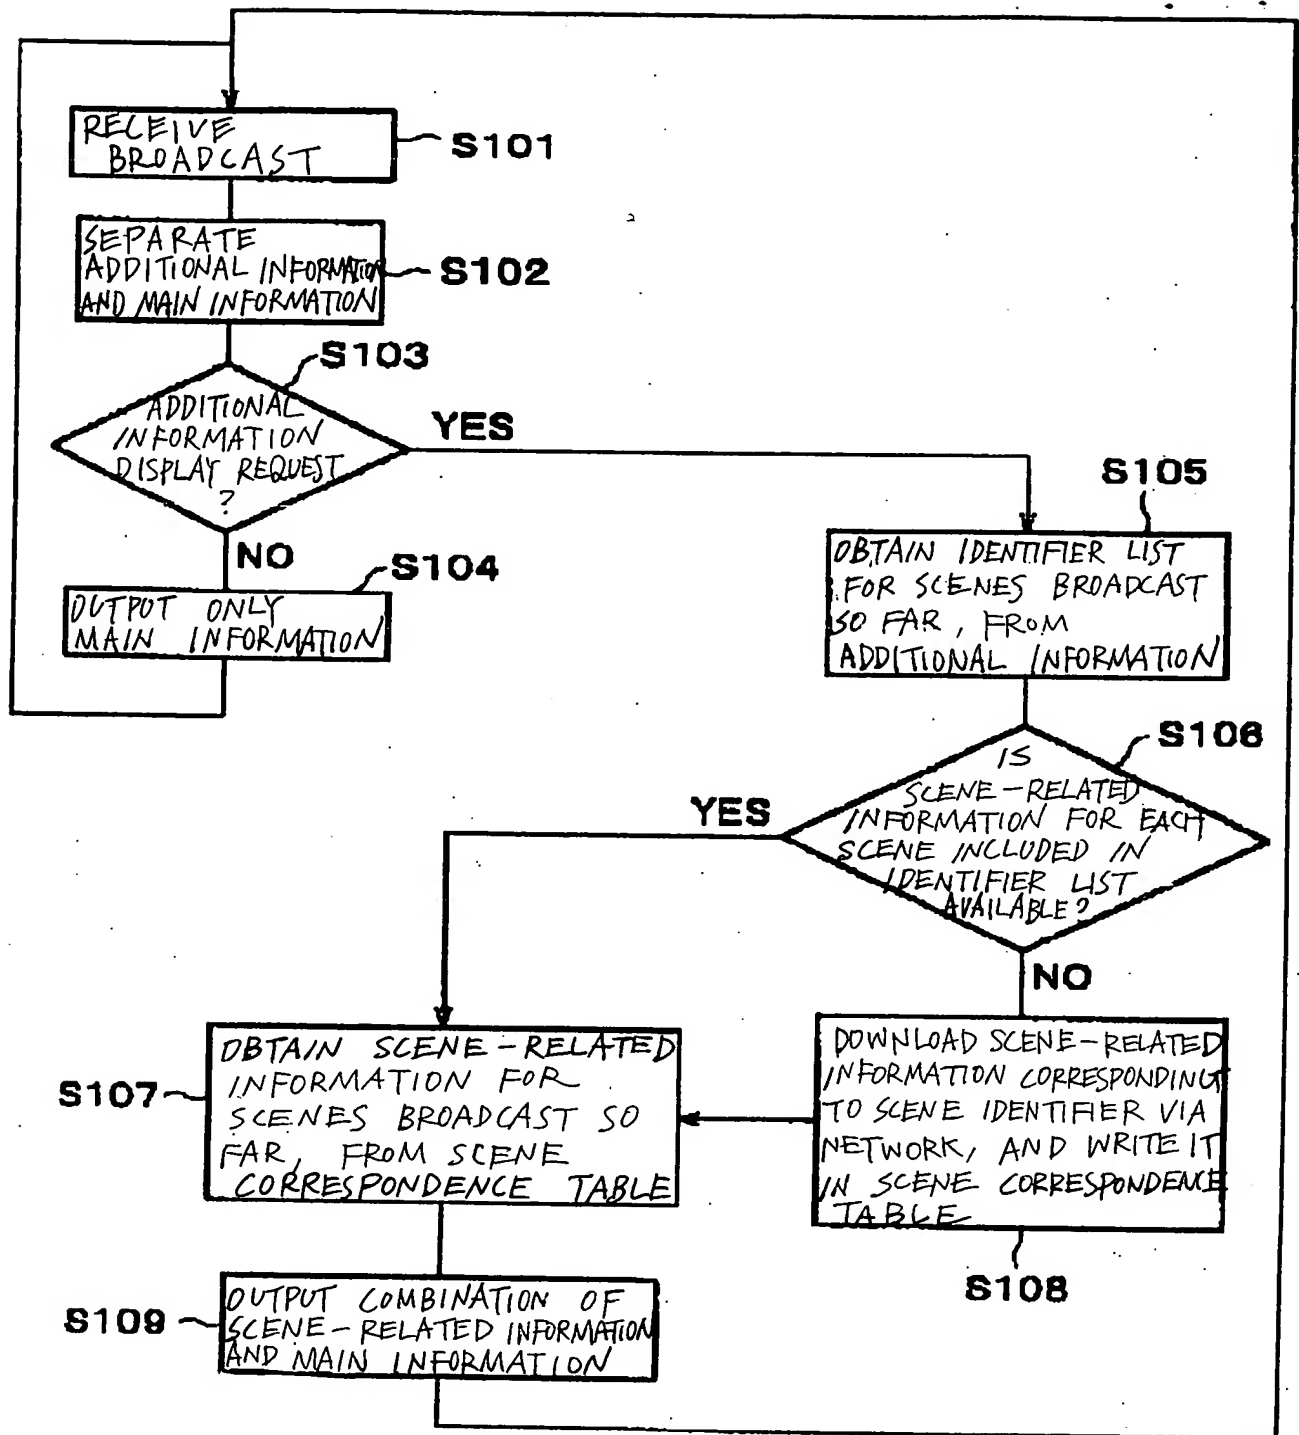 RECEIVE
BROADCAST
S101
SEPARATE
ADDITIONAL INFORMATION
AND MAIN INFORMATION
S102
S103
ADDITIONAL
INFORMATION
DISPLAY REQUEST
?
YES
NO
S104
OUTPUT ONLY
MAIN INFORMATION
S105
OBTAIN IDENTIFIER LIST
FOR SCENES BROADCAST
SO FAR, FROM
ADDITIONAL INFORMATION
S106
IS
SCENE-RELATED
INFORMATION FOR EACH
SCENE INCLUDED IN
IDENTIFIER LIST
AVAILABLE?
YES
NO
S107
OBTAIN SCENE-RELATED
INFORMATION FOR
SCENES BROADCAST SO
FAR, FROM SCENE
CORRESPONDENCE TABLE
DOWNLOAD SCENE-RELATED
INFORMATION CORRESPONDING
TO SCENE IDENTIFIER VIA
NETWORK, AND WRITE IT
IN SCENE CORRESPONDENCE
TABLE
S108
S109
OUTPUT COMBINATION OF
SCENE-RELATED INFORMATION
AND MAIN INFORMATION